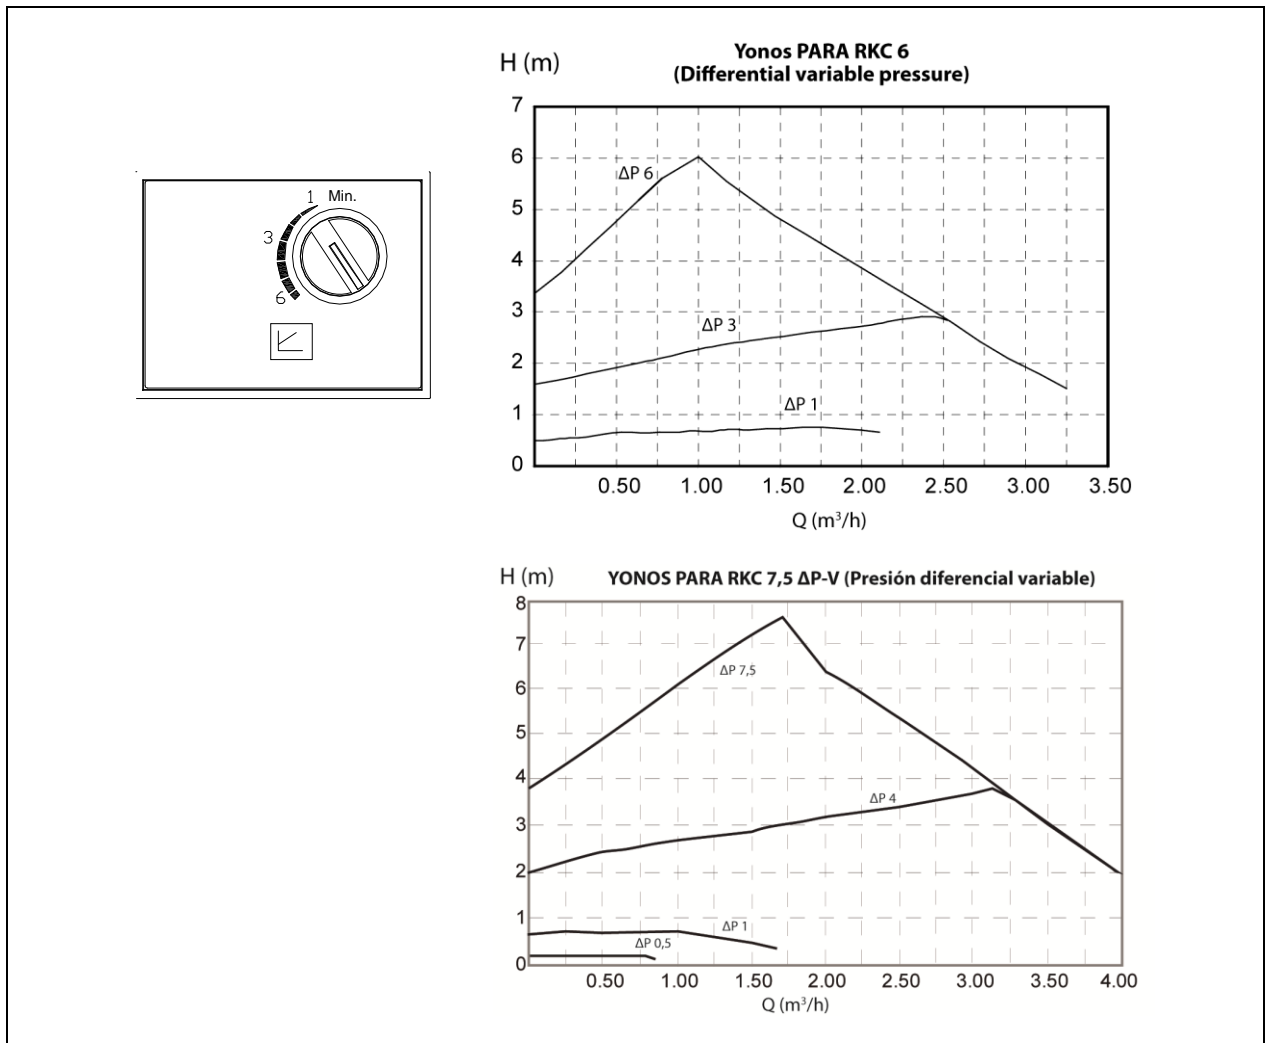 1 Min.
3
6
H (m)
Yonos PARA RKC 6
(Differential variable pressure)
7
6
5
4
3
2
1
0
ΔP 6
ΔP 3
ΔP 1
0.50 1.00 1.50 2.00 2.50 3.00 3.50
Q (m³/h)
H (m)
YONOS PARA RKC 7,5 ΔP-V (Presión diferencial variable)
8
7
6
5
4
3
2
1
0
ΔP 7,5
ΔP 4
ΔP 1
ΔP 0,5
0.50 1.00 1.50 2.00 2.50 3.00 3.50 4.00
Q (m³/h)